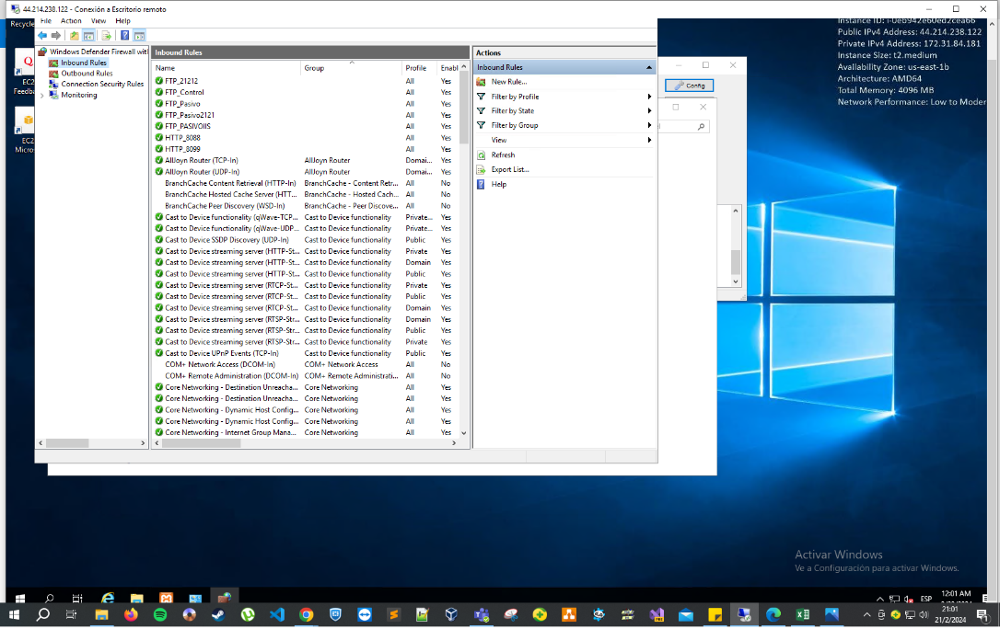 44.214.238.122 - Conexión a Escritorio remoto
Recycle
Public IPv4 Address: 44.214.238.122
Private IPv4 Address: 172.31.84.181
Instance Size: t2.medium
Availability Zone: us-east-1b
Architecture: AMD64
Total Memory: 4096 MB
Network Performance: Low to Moder
EC2
Feedba
EC2
Micros
Config
File Action View Help
Windows Defender Firewall with
Inbound Rules
Outbound Rules
Connection Security Rules
Monitoring
Inbound Rules
Name Group Profile Enabl
FTP_21212 All Yes
FTP_Control All Yes
FTP_Pasivo All Yes
FTP_Pasivo2121 All Yes
FTP_PASIVOIIS All Yes
HTTP_8088 All Yes
HTTP_8099 All Yes
AllJoyn Router (TCP-In) AllJoyn Router Domai... Yes
AllJoyn Router (UDP-In) AllJoyn Router Domai... Yes
BranchCache Content Retrieval (HTTP-In) BranchCache - Content Retr... All No
BranchCache Hosted Cache Server (HTT... BranchCache - Hosted Cach... All No
BranchCache Peer Discovery (WSD-In) BranchCache - Peer Discove... All No
Cast to Device functionality (qWave-TCP... Cast to Device functionality Private... Yes
Cast to Device functionality (qWave-UDP... Cast to Device functionality Private... Yes
Cast to Device SSDP Discovery (UDP-In) Cast to Device functionality Public Yes
Cast to Device streaming server (HTTP-St... Cast to Device functionality Private Yes
Cast to Device streaming server (HTTP-St... Cast to Device functionality Domain Yes
Cast to Device streaming server (HTTP-St... Cast to Device functionality Public Yes
Cast to Device streaming server (RTCP-St... Cast to Device functionality Private Yes
Cast to Device streaming server (RTCP-St... Cast to Device functionality Public Yes
Cast to Device streaming server (RTCP-St... Cast to Device functionality Domain Yes
Cast to Device streaming server (RTSP-Str... Cast to Device functionality Domain Yes
Cast to Device streaming server (RTSP-Str... Cast to Device functionality Public Yes
Cast to Device streaming server (RTSP-Str... Cast to Device functionality Private Yes
Cast to Device UPnP Events (TCP-In) Cast to Device functionality Public Yes
COM+ Network Access (DCOM-In) COM+ Network Access All No
COM+ Remote Administration (DCOM-In) COM+ Remote Administrati... All No
Core Networking - Destination Unreacha... Core Networking All Yes
Core Networking - Destination Unreacha... Core Networking All Yes
Core Networking - Dynamic Host Config... Core Networking All Yes
Core Networking - Dynamic Host Config... Core Networking All Yes
Core Networking - Internet Group Mana... Core Networking All Yes
Actions
Inbound Rules
New Rule...
Filter by Profile
Filter by State
Filter by Group
View
Refresh
Export List...
Help
Activar Windows
Ve a Configuración para activar Windows.
12:01 AM
ESP
21:01
21/2/2024